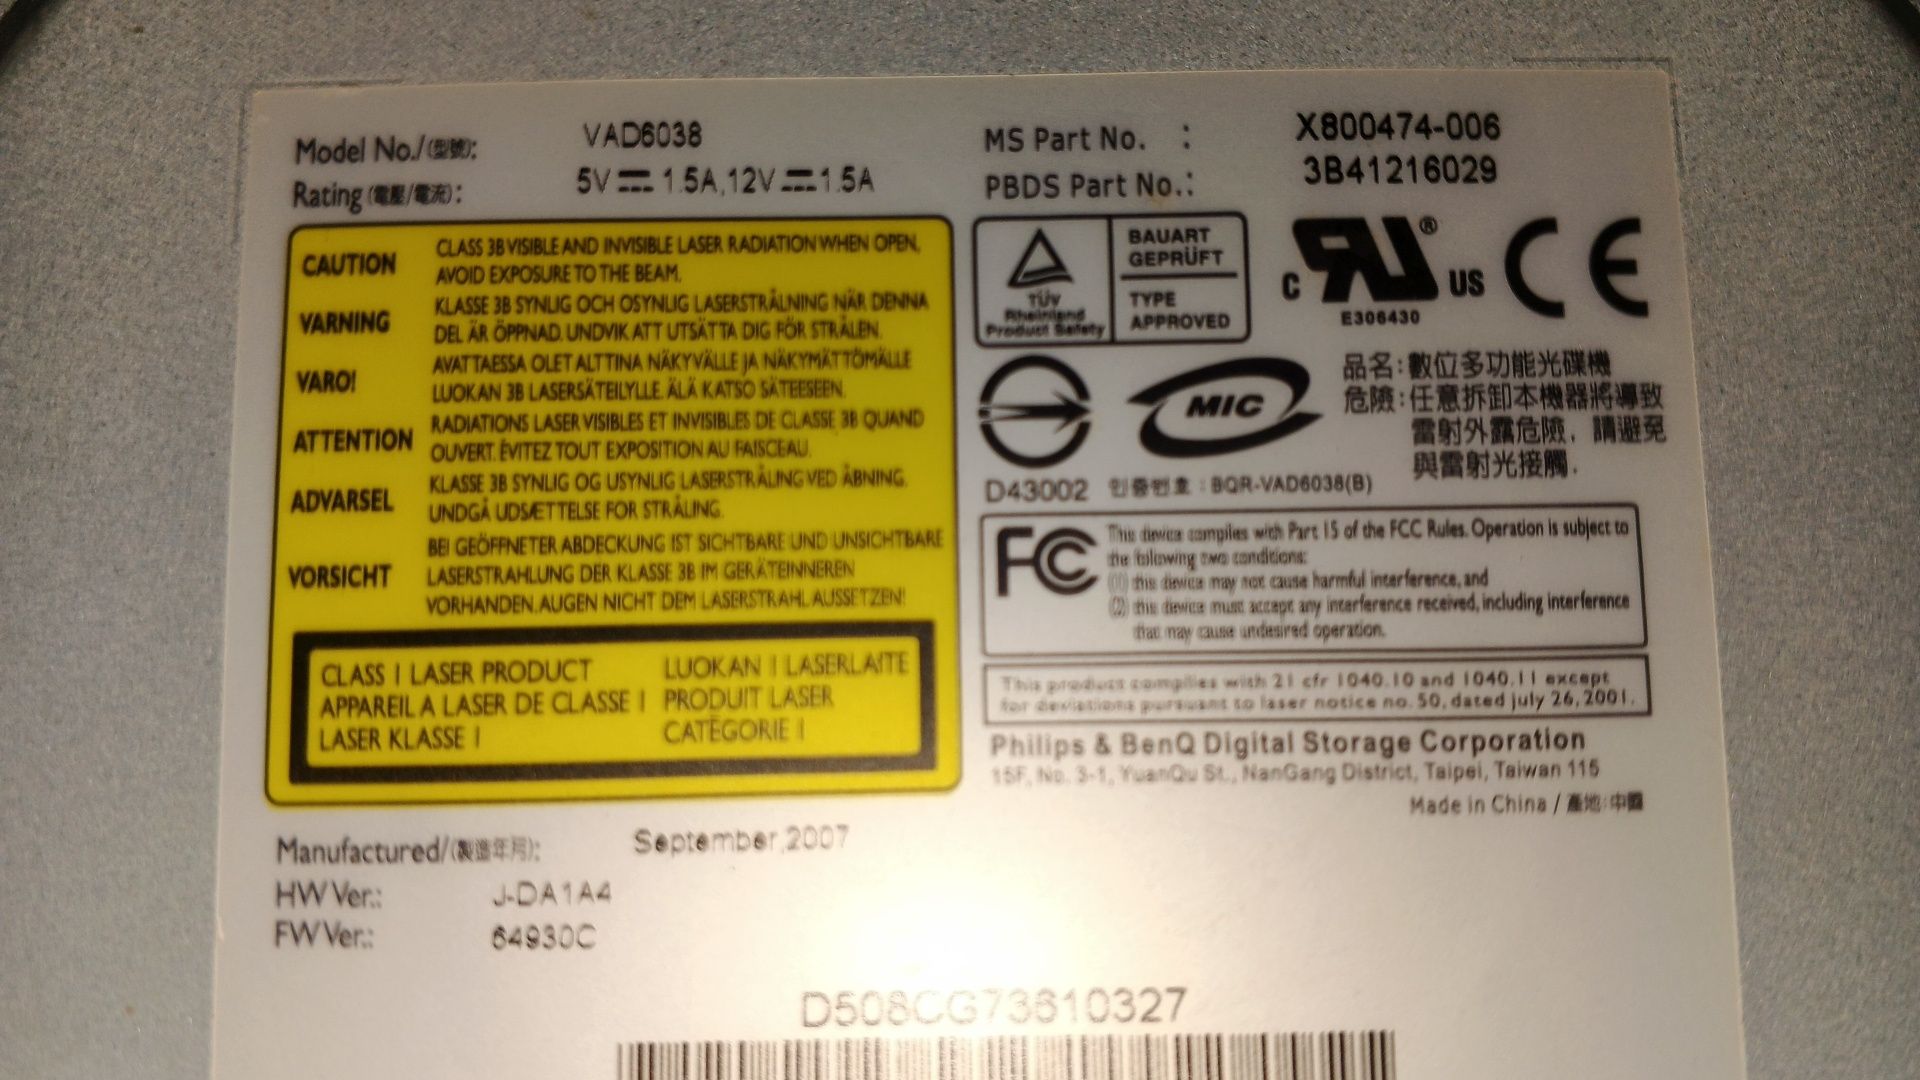 Model No./(型號): VAD6038
Rating (電壓/電流): 5V 1.5A, 12V 1.5A
MS Part No. : X800474-006
PBDS Part No.: 3B41216029
CAUTION CLASS 3B VISIBLE AND INVISIBLE LASER RADIATION WHEN OPEN,
AVOID EXPOSURE TO THE BEAM.
VARNING KLASSE 3B SYNLIG OCH OSYNLIG LASERSTRÅLNING NÄR DENNA
DEL ÄR ÖPPNAD. UNDVIK ATT UTSÄTTA DIG FÖR STRÅLEN.
VARO! AVATTAESSA OLET ALTTINA NÄKYVÄLLE JA NÄKYMÄTTÖMÄLLE
LUOKAN 3B LASERSÄTEILYLLE. ÄLÄ KATSO SÄTEESEEN.
ATTENTION RADIATIONS LASER VISIBLES ET INVISIBLES DE CLASSE 3B QUAND
OUVERT. ÉVITEZ TOUT EXPOSITION AU FAISCEAU.
ADVARSEL KLASSE 3B SYNLIG OG USYNLIG LASERSTRÅLING VED ÅBNING.
UNDGÅ UDSÆTTELSE FOR STRÅLING.
VORSICHT BEI GEÖFFNETER ABDECKUNG IST SICHTBARE UND UNSICHTBARE
LASERSTRAHLUNG DER KLASSE 3B IM GERÄTEINNEREN
VORHANDEN. AUGEN NICHT DEM LASERSTRAHL AUSSETZEN!
CLASS 1 LASER PRODUCT
APPAREIL A LASER DE CLASSE 1
LASER KLASSE 1
LUOKAN 1 LASERLAITE
PRODUIT LASER
CATÉGORIE 1
TÜV
Rheinland
Product Safety
BAUART
GEPRÜFT
TYPE
APPROVED
C RU ® US
E306430
CE
D43002
MIC
인증번호 : BQR-VAD6038(B)
品名:數位多功能光碟機
危險:任意拆卸本機器將導致
雷射外露危險，請避免
與雷射光接觸.
FC This device complies with Part 15 of the FCC Rules. Operation is subject to
the following two conditions:
(1) this device may not cause harmful interference, and
(2) this device must accept any interference received, including interference
that may cause undesired operation.
This product complies with 21 cfr 1040.10 and 1040.11 except
for deviations pursuant to laser notice no. 50, dated july 26, 2001.
Philips & BenQ Digital Storage Corporation
15F, No. 3-1, YuanQu St., NanGang District, Taipei, Taiwan 115
Made in China / 產地:中國
Manufactured/(製造年月): September,2007
HW Ver.: J-DA1A4
FW Ver.: 64930C
D508CG73610327